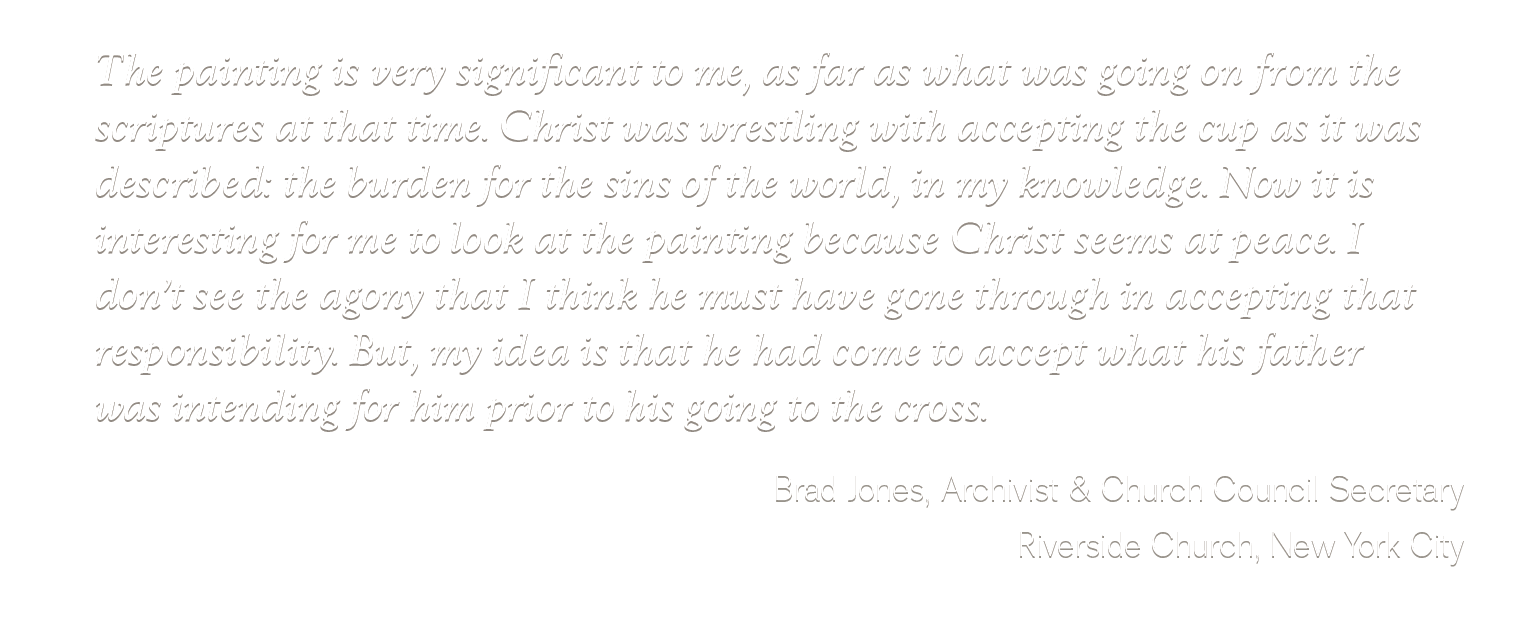 The painting is very significant to me, as far as what was going on from the
scriptures at that time. Christ was wrestling with accepting the cup as it was
described: the burden for the sins of the world, in my knowledge. Now it is
interesting for me to look at the painting because Christ seems at peace. I
don’t see the agony that I think he must have gone through in accepting that
responsibility. But, my idea is that he had come to accept what his father
was intending for him prior to his going to the cross.
Brad Jones, Archivist & Church Council Secretary
Riverside Church, New York City